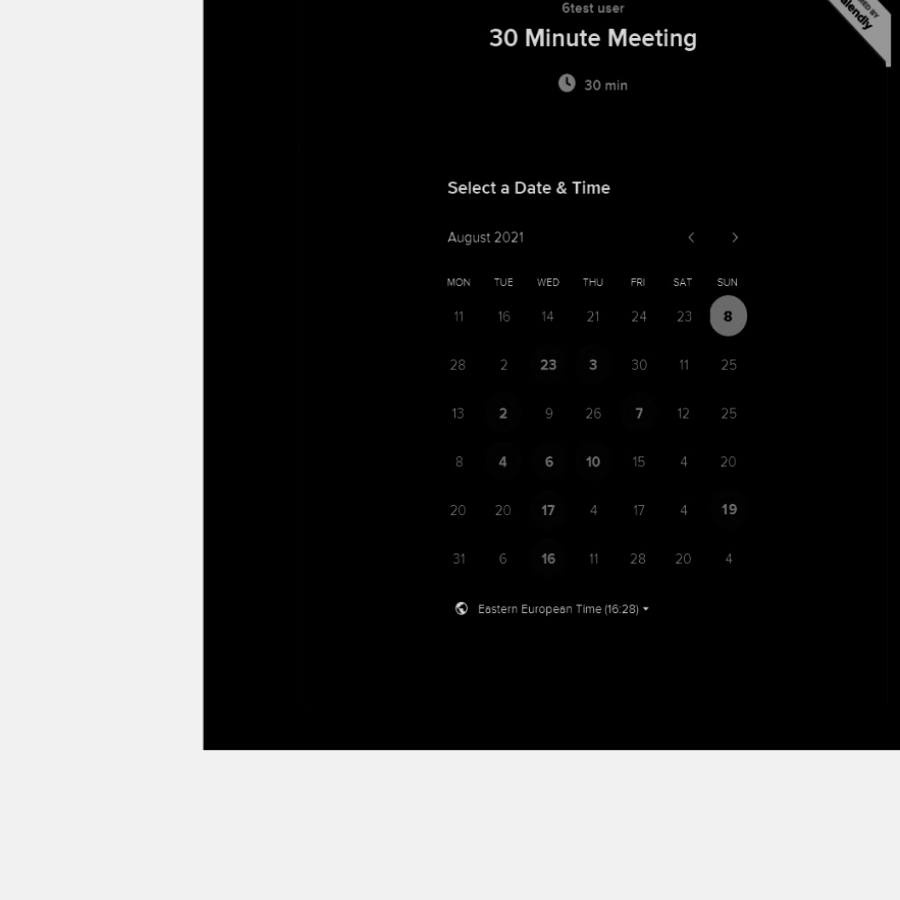 6test user
30 Minute Meeting
30 min
Select a Date & Time
August 2021
MON TUE WED THU FRI SAT SUN
11 16 14 21 24 23 8
28 2 23 3 30 11 25
13 2 9 26 7 12 25
8 4 6 10 15 4 20
20 20 17 4 17 4 19
31 6 16 11 28 20 4
Eastern European Time (16:28)